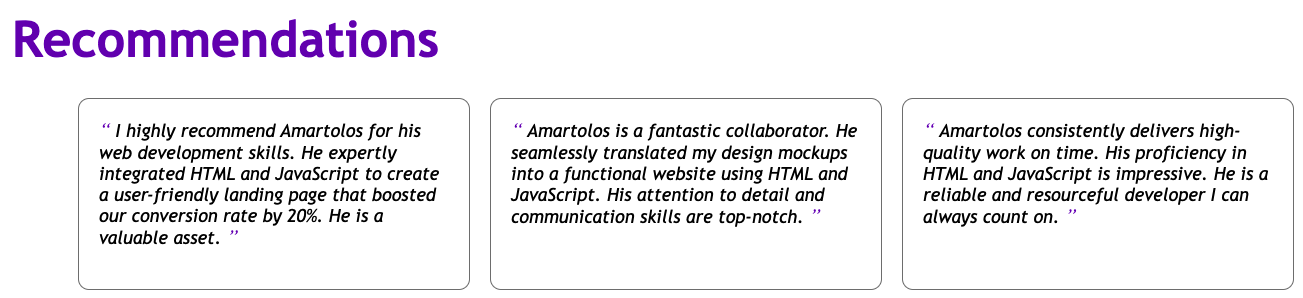 Recommendations
“ I highly recommend Amartolos for his
web development skills. He expertly
integrated HTML and JavaScript to create
a user-friendly landing page that boosted
our conversion rate by 20%. He is a
valuable asset. ”
“ Amartolos is a fantastic collaborator. He
seamlessly translated my design mockups
into a functional website using HTML and
JavaScript. His attention to detail and
communication skills are top-notch. ”
“ Amartolos consistently delivers high-
quality work on time. His proficiency in
HTML and JavaScript is impressive. He is a
reliable and resourceful developer I can
always count on. ”